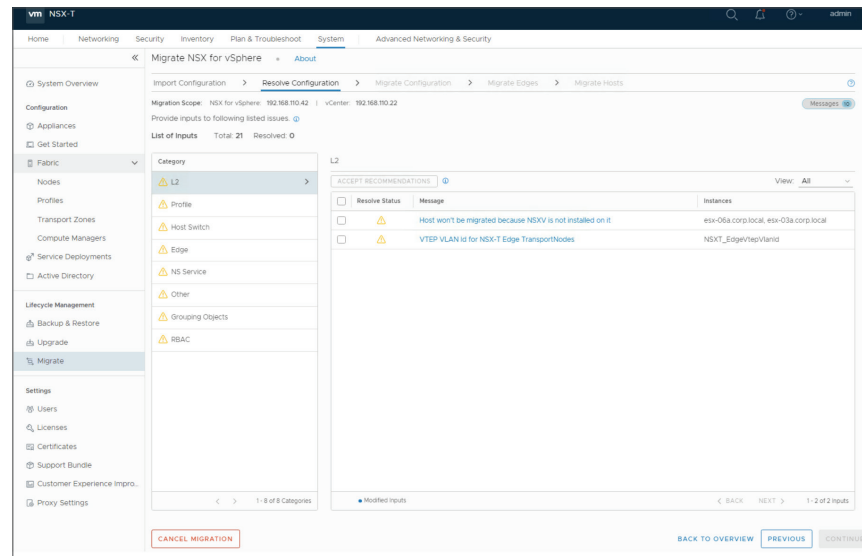 vm NSX-T
admin
Home Networking Security Inventory Plan & Troubleshoot System Advanced Networking & Security
Migrate NSX for vSphere About
System Overview
Configuration
Appliances
Get Started
Fabric
Nodes
Profiles
Transport Zones
Compute Managers
Service Deployments
Active Directory
Lifecycle Management
Backup & Restore
Upgrade
Migrate
Settings
Users
Licenses
Certificates
Support Bundle
Customer Experience Impro...
Proxy Settings
Import Configuration > Resolve Configuration > Migrate Configuration > Migrate Edges > Migrate Hosts
Migration Scope: NSX for vSphere: 192.168.110.42 | vCenter: 192.168.110.22
Messages
Provide inputs to following listed issues.
List of Inputs Total: 21 Resolved: 0
Category
L2
Profile
Host Switch
Edge
NS Service
Other
Grouping Objects
RBAC
1 - 8 of 8 Categories
L2
ACCEPT RECOMMENDATIONS
View: All
Resolve Status Message Instances
Host won't be migrated because NSXV is not installed on it esx-06a.corp.local, esx-03a.corp.local
VTEP VLAN Id for NSX-T Edge TransportNodes NSXT_EdgeVtepVlanId
Modified Inputs
BACK NEXT 1 - 2 of 2 Inputs
CANCEL MIGRATION
BACK TO OVERVIEW PREVIOUS CONTINUE